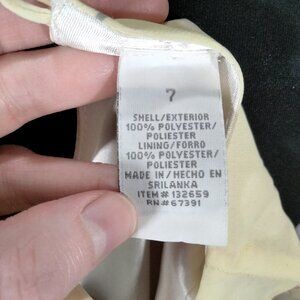 7
SHELL/EXTERIOR
100% POLYESTER/
POLIESTER
LINING/FORRO
100% POLYESTER/
POLIESTER
MADE IN/HECHO EN
SRILANKA
ITEM# 132659
RN# 67391